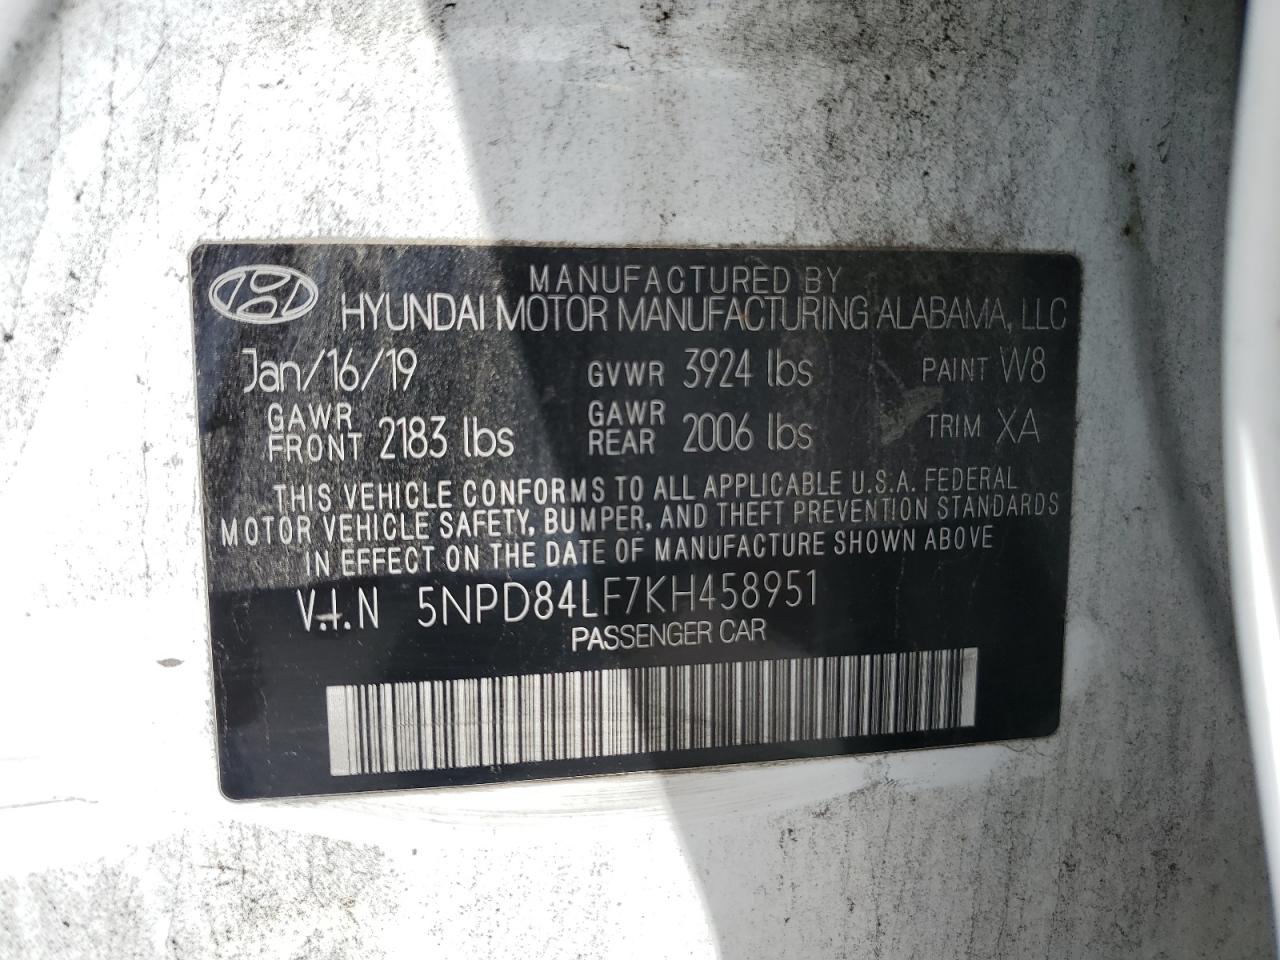 MANUFACTURED BY
HYUNDAI MOTOR MANUFACTURING ALABAMA, LLC
Jan/16/19 GVWR 3924 lbs PAINT W8
GAWR FRONT 2183 lbs GAWR REAR 2006 lbs TRIM XA
THIS VEHICLE CONFORMS TO ALL APPLICABLE U.S.A. FEDERAL
MOTOR VEHICLE SAFETY, BUMPER, AND THEFT PREVENTION STANDARDS
IN EFFECT ON THE DATE OF MANUFACTURE SHOWN ABOVE
V.I.N 5NPD84LF7KH458951
PASSENGER CAR